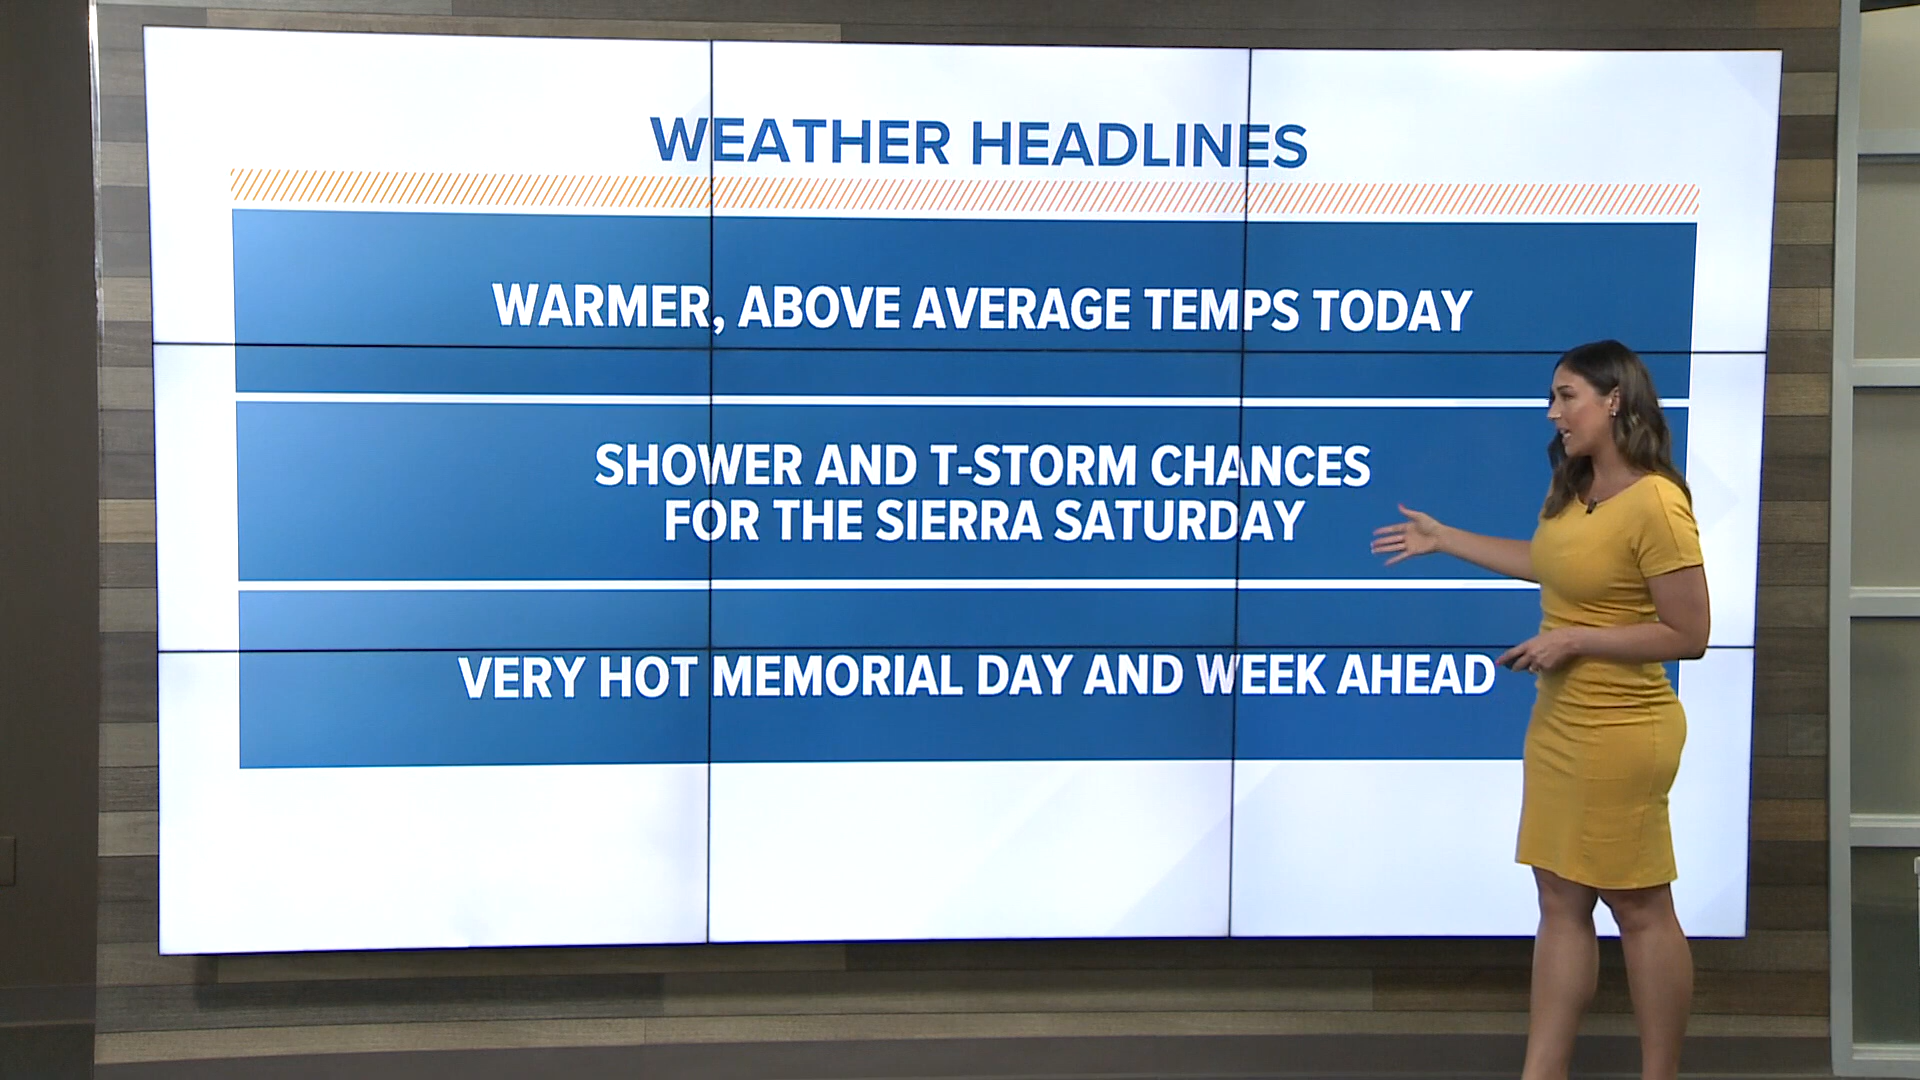 WEATHER HEADLINES
WARMER, ABOVE AVERAGE TEMPS TODAY
SHOWER AND T-STORM CHANCES
FOR THE SIERRA SATURDAY
VERY HOT MEMORIAL DAY AND WEEK AHEAD